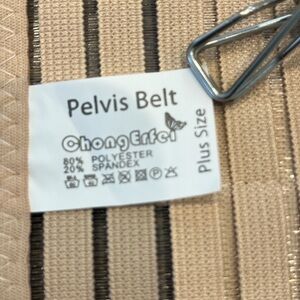 Pelvis Belt
ChongErfei
80% POLYESTER
20% SPANDEX
Plus Size